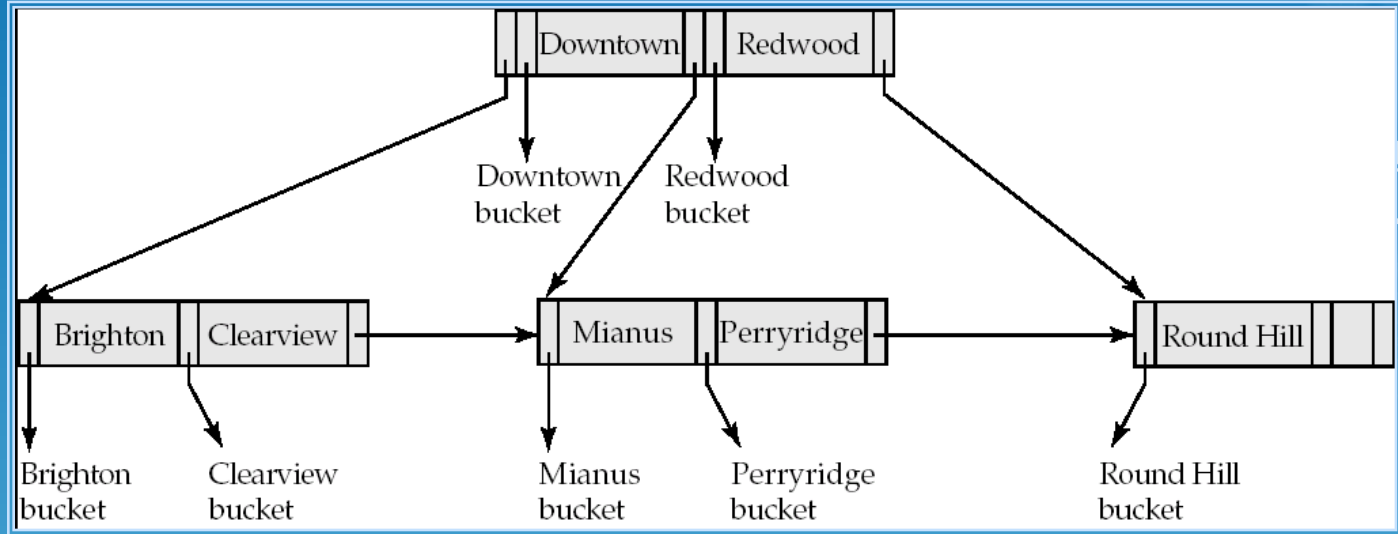 Downtown Redwood
Downtown Redwood
bucket bucket
Brighton Clearview Mianus Perryridge Round Hill
Brighton Clearview Mianus Perryridge Round Hill
bucket bucket bucket bucket bucket